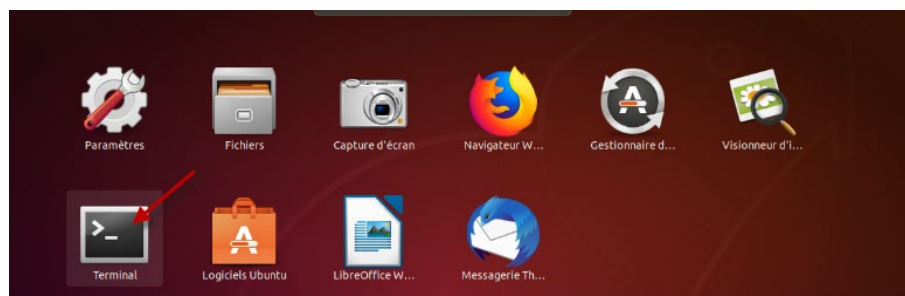 Paramètres
Fichiers
Capture d'écran
Navigateur W...
Gestionnaire d...
Visionneur d'i...
>_
Terminal
Logiciels Ubuntu
LibreOffice W...
Messagerie Th...